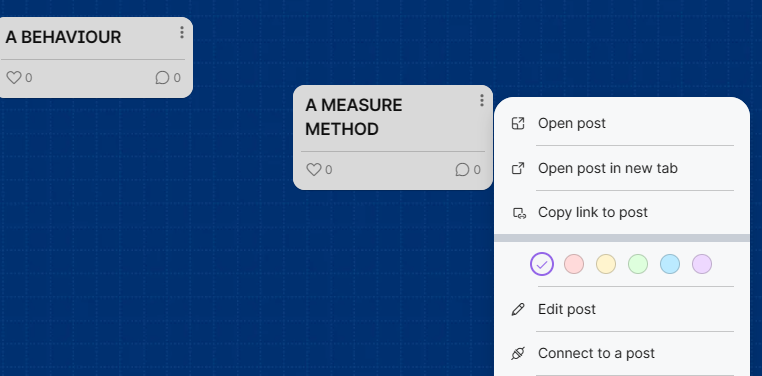 A BEHAVIOUR
0
0
A MEASURE
METHOD
0
0
Open post
Open post in new tab
Copy link to post
Edit post
Connect to a post